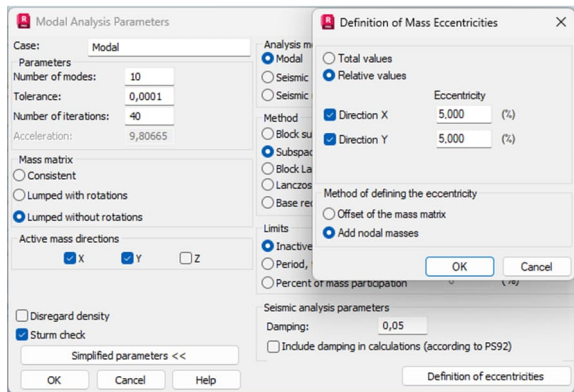 Modal Analysis Parameters
Case: Modal
Parameters
Number of modes: 10
Tolerance: 0,0001
Number of iterations: 40
Acceleration: 9,80665
Mass matrix
Consistent
Lumped with rotations
Lumped without rotations
Active mass directions
X Y Z
Disregard density
Sturm check
Simplified parameters <<
OK Cancel Help
Analysis
Modal
Seismic
Seismic
Method
Block
Subspac
Block La
Lanczos
Base
Limits
Inactive
Period,
Percent of mass participation (%)
Seismic analysis parameters
Damping: 0,05
Include damping in calculations (according to PS92)
Definition of eccentricities
Definition of Mass Eccentricities
Total values
Relative values
Eccentricity
Direction X 5,000 (%)
Direction Y 5,000 (%)
Method of defining the eccentricity
Offset of the mass matrix
Add nodal masses
OK Cancel